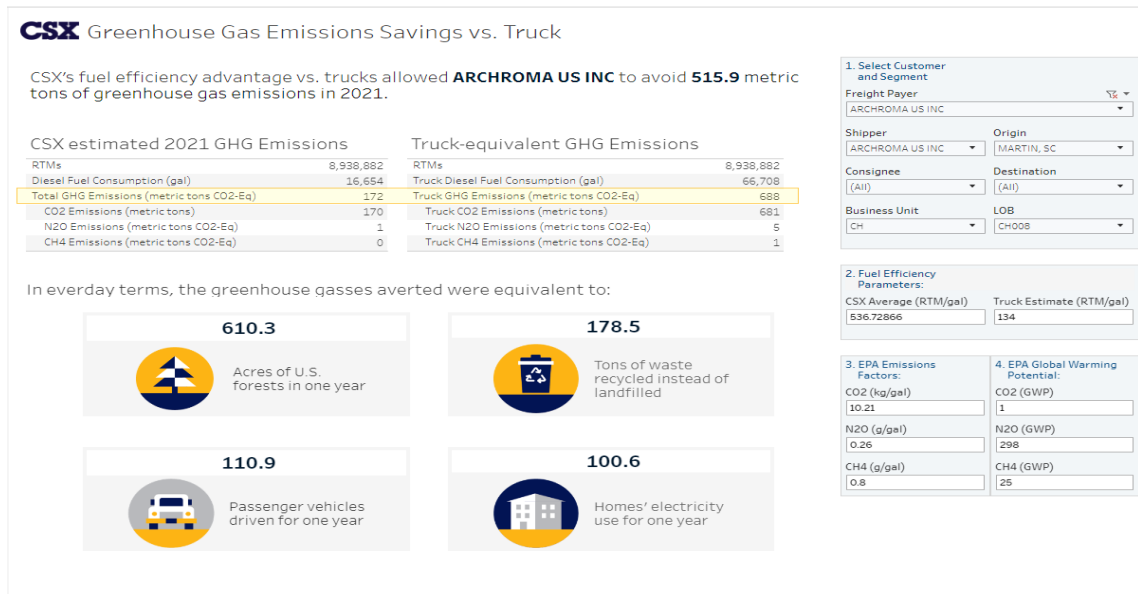 CSX Greenhouse Gas Emissions Savings vs. Truck
CSX's fuel efficiency advantage vs. trucks allowed ARCHROMA US INC to avoid 515.9 metric
tons of greenhouse gas emissions in 2021.
CSX estimated 2021 GHG Emissions
RTMs 8,938,882
Diesel Fuel Consumption (gal) 16,654
Total GHG Emissions (metric tons CO2-Eq) 172
CO2 Emissions (metric tons) 170
N2O Emissions (metric tons CO2-Eq) 1
CH4 Emissions (metric tons CO2-Eq) 0
Truck-equivalent GHG Emissions
RTMs 8,938,882
Truck Diesel Fuel Consumption (gal) 66,708
Truck GHG Emissions (metric tons CO2-Eq) 688
Truck CO2 Emissions (metric tons) 681
Truck N2O Emissions (metric tons CO2-Eq) 5
Truck CH4 Emissions (metric tons CO2-Eq) 1
In everday terms, the greenhouse gasses averted were equivalent to:
610.3
Acres of U.S.
forests in one year
178.5
Tons of waste
recycled instead of
landfilled
110.9
Passenger vehicles
driven for one year
100.6
Homes' electricity
use for one year
1. Select Customer
and Segment
Freight Payer
ARCHROMA US INC
Shipper Origin
ARCHROMA US INC MARTIN, SC
Consignee Destination
(All) (All)
Business Unit LOB
CH CH008
2. Fuel Efficiency
Parameters:
CSX Average (RTM/gal) Truck Estimate (RTM/gal)
536.72866 134
3. EPA Emissions
Factors:
CO2 (kg/gal)
10.21
N2O (g/gal)
0.26
CH4 (g/gal)
0.8
4. EPA Global Warming
Potential:
CO2 (GWP)
1
N2O (GWP)
298
CH4 (GWP)
25